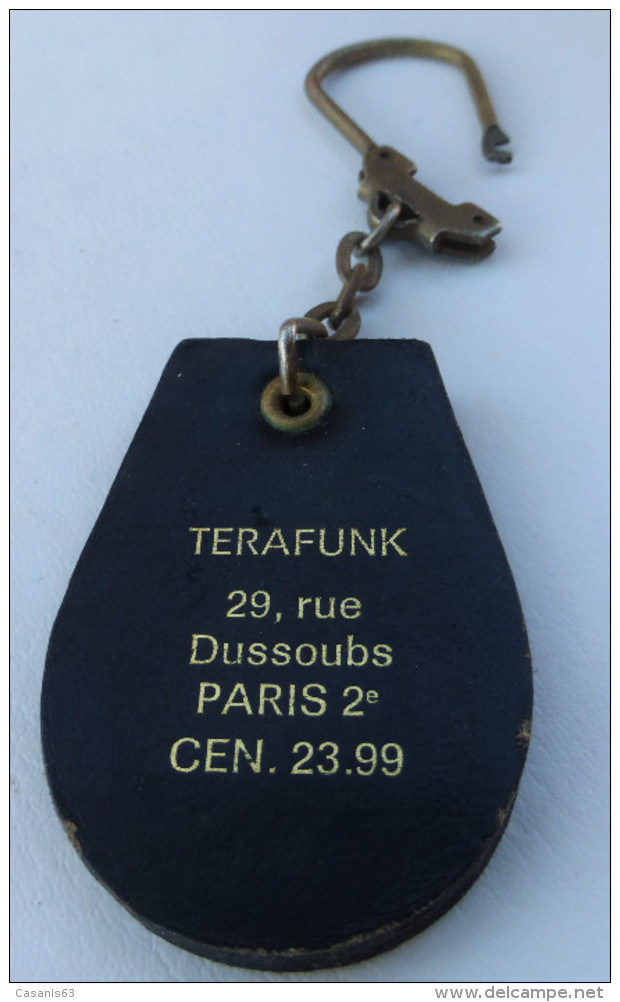 TERAFUNK
29, rue
Dussoubs
PARIS 2e
CEN. 23.99
Casanis63
www.delcampe.net